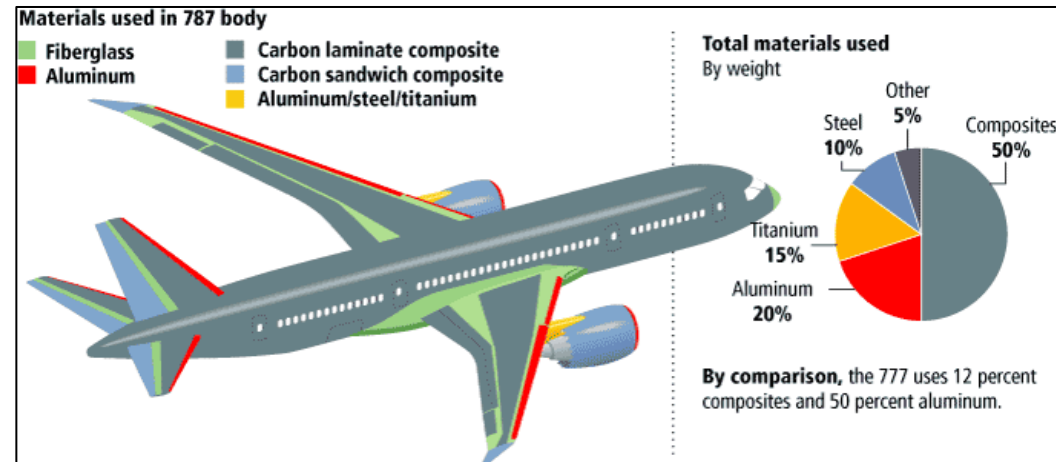 Materials used in 787 body
Fiberglass
Aluminum
Carbon laminate composite
Carbon sandwich composite
Aluminum/steel/titanium
Total materials used
By weight
Other
5%
Steel
10%
Composites
50%
Titanium
15%
Aluminum
20%
By comparison, the 777 uses 12 percent
composites and 50 percent aluminum.